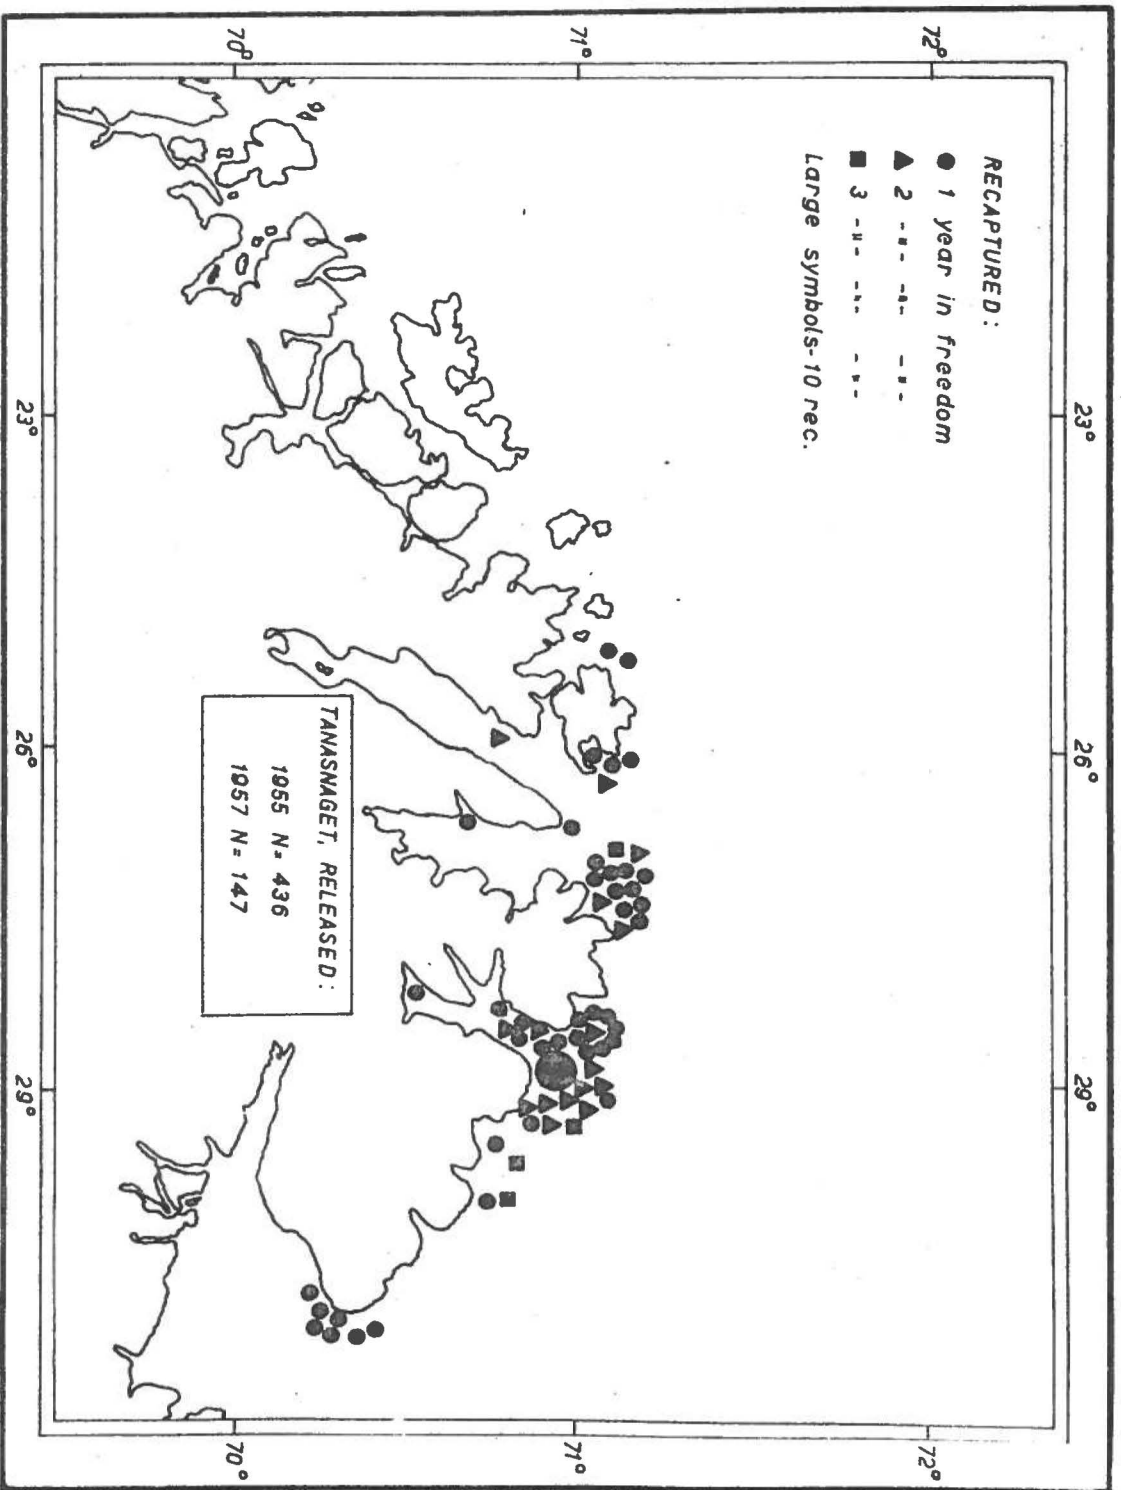 RECAPTURED:
● 1 year in freedom
▲ 2 -"- -"- -"-
■ 3 -"- -"- -"-
Large symbols-10 rec.
TANASNAGET, RELEASED:
1955 N= 436
1957 N= 147
23° 26° 29°
72° 72°
71° 71°
70° 70°
23° 26° 29°